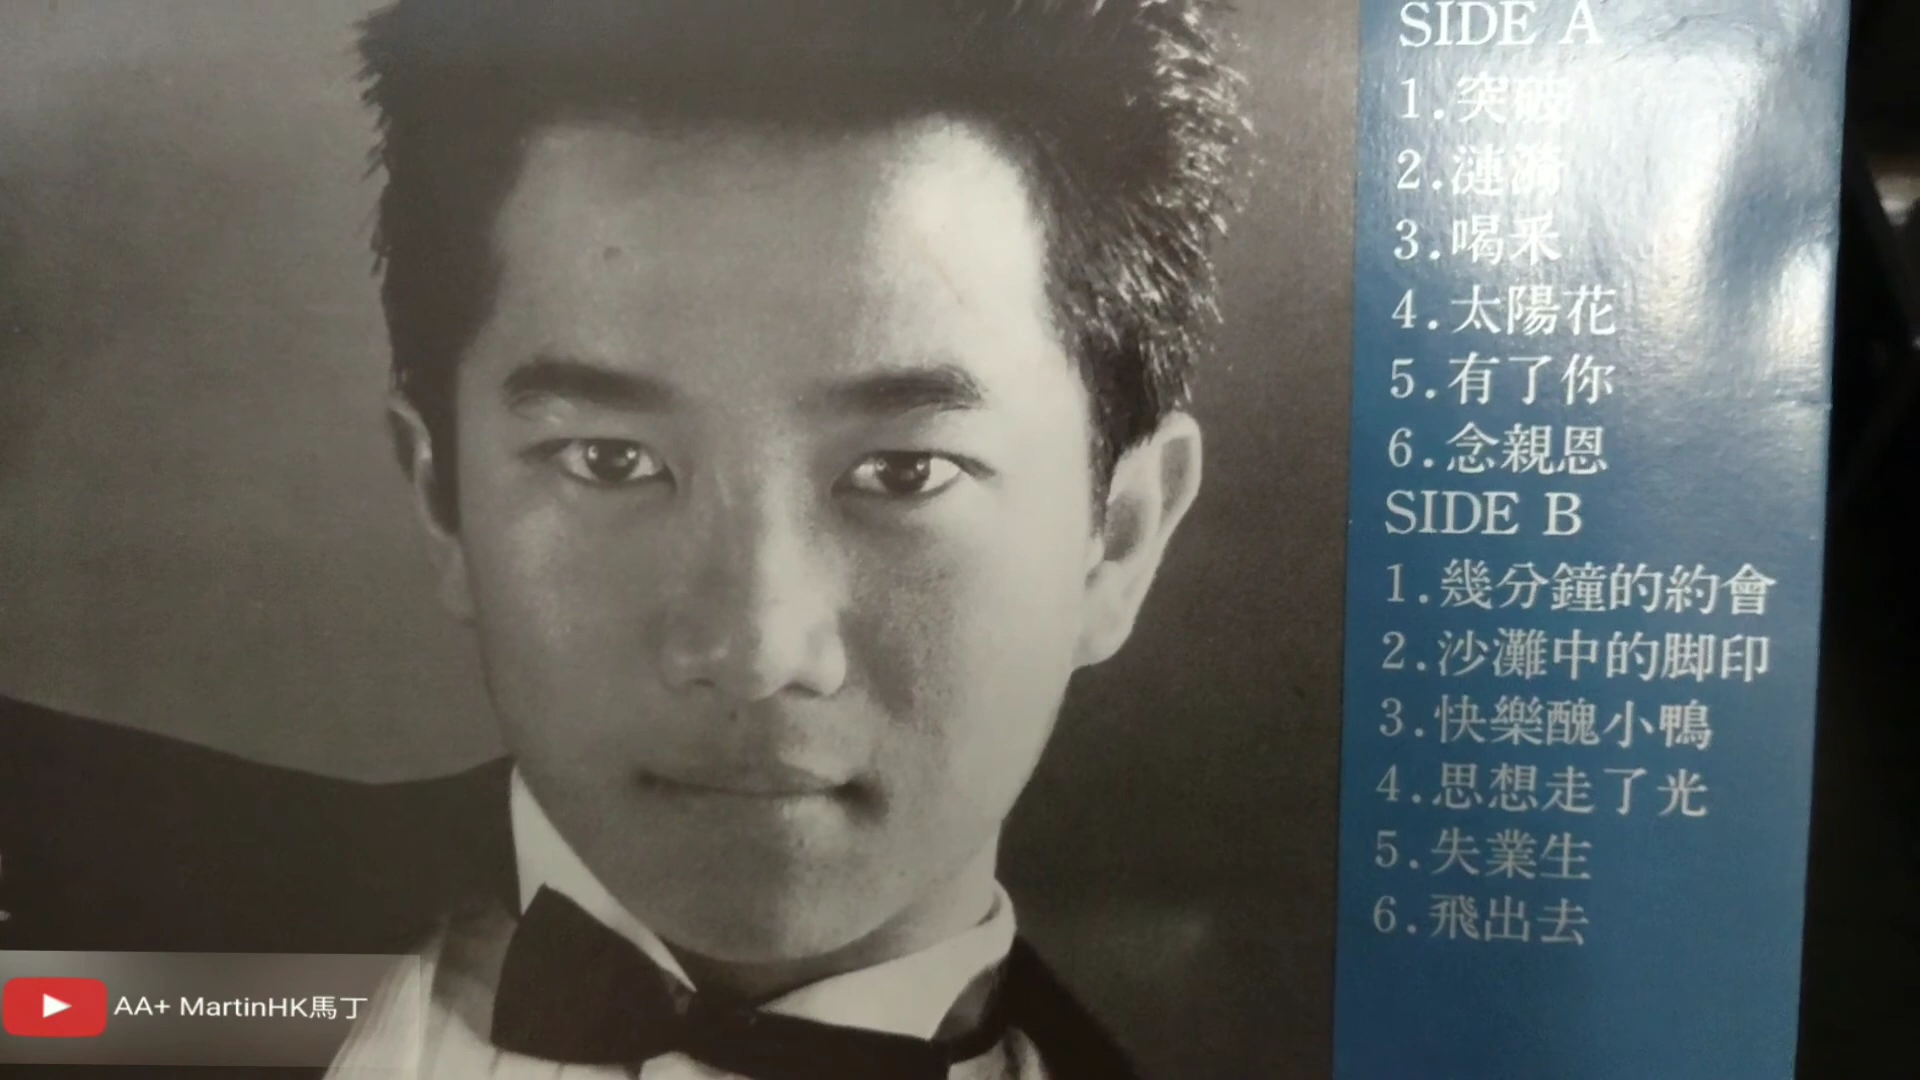 SIDE A
1.突破
2.漣漪
3.喝釆
4.太陽花
5.有了你
6.念親恩
SIDE B
1.幾分鐘的約會
2.沙灘中的脚印
3.快樂醜小鴨
4.思想走了光
5.失業生
6.飛出去
AA+ MartinHK馬丁